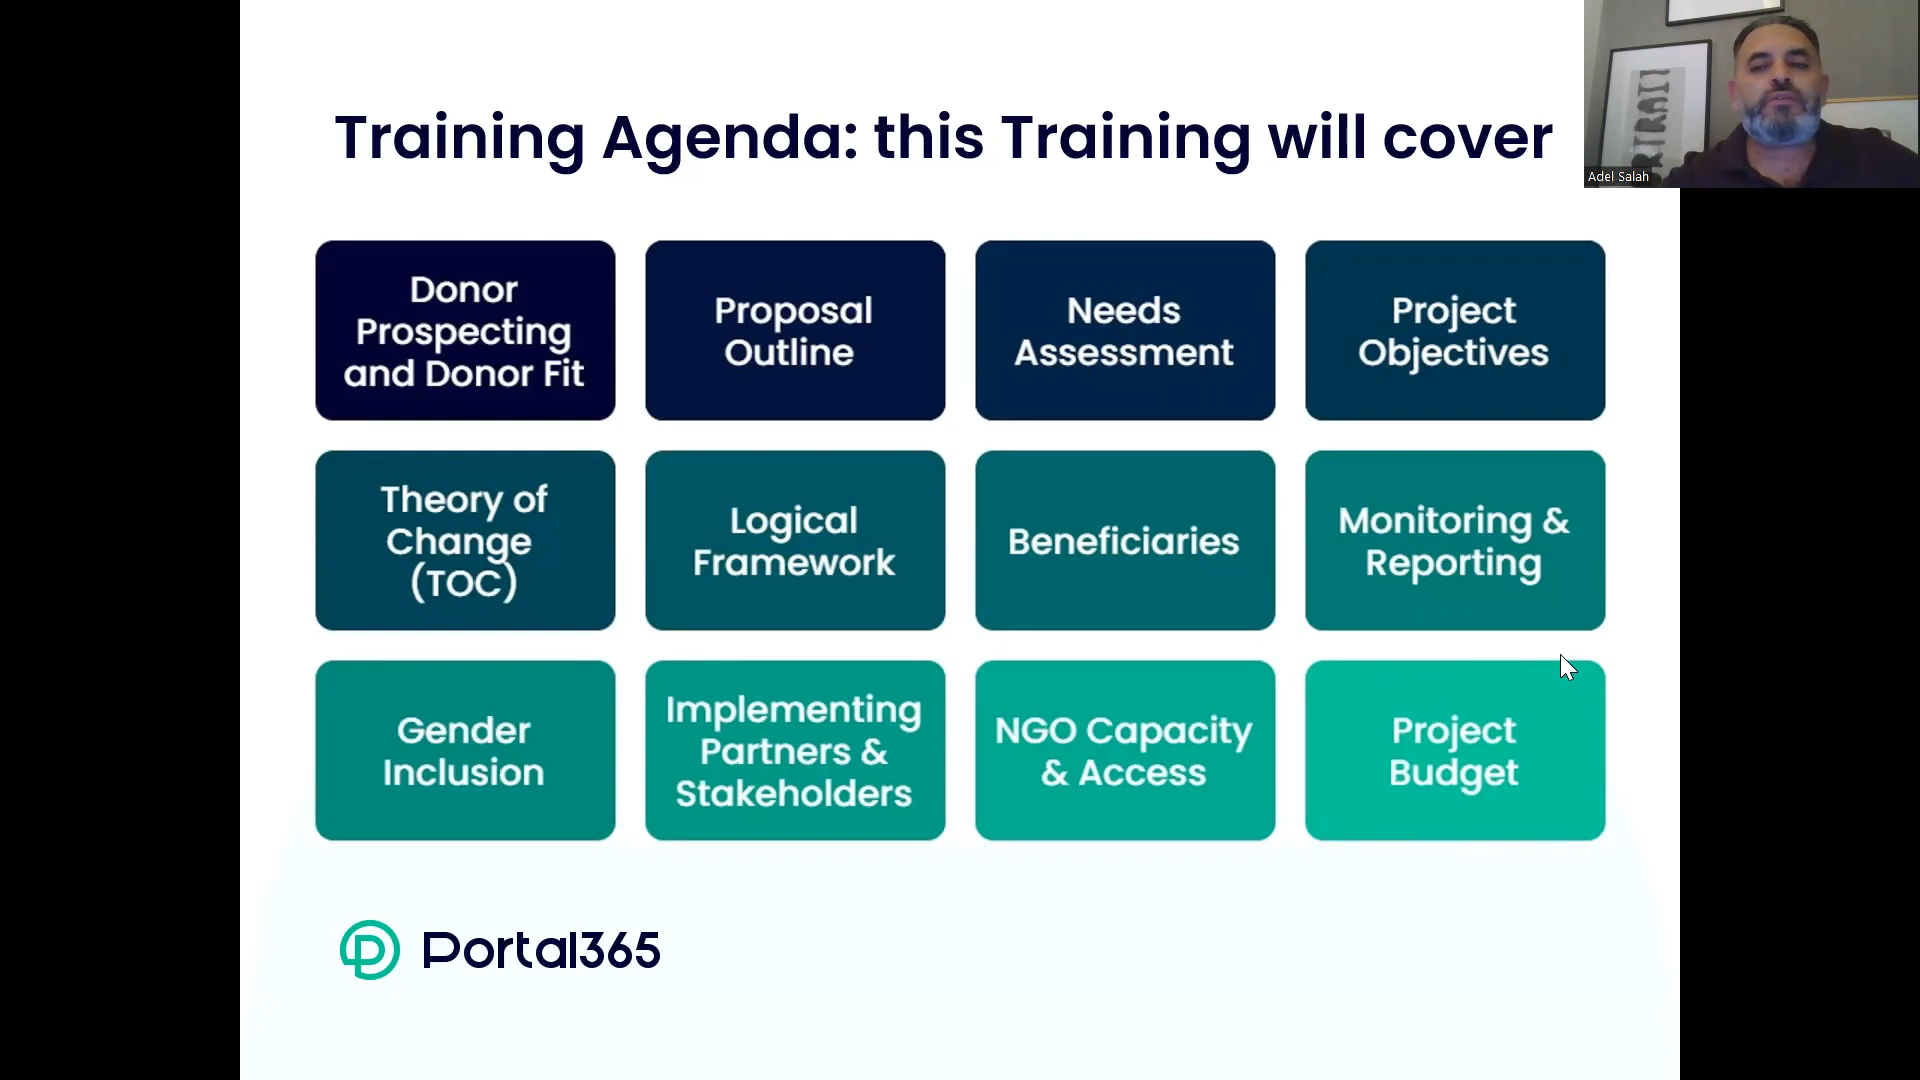 Training Agenda: this Training will cover
Adel Salah
Donor
Prospecting
and Donor Fit
Proposal
Outline
Needs
Assessment
Project
Objectives
Theory of
Change
(TOC)
Logical
Framework
Beneficiaries
Monitoring &
Reporting
Gender
Inclusion
Implementing
Partners &
Stakeholders
NGO Capacity
& Access
Project
Budget
Portal365